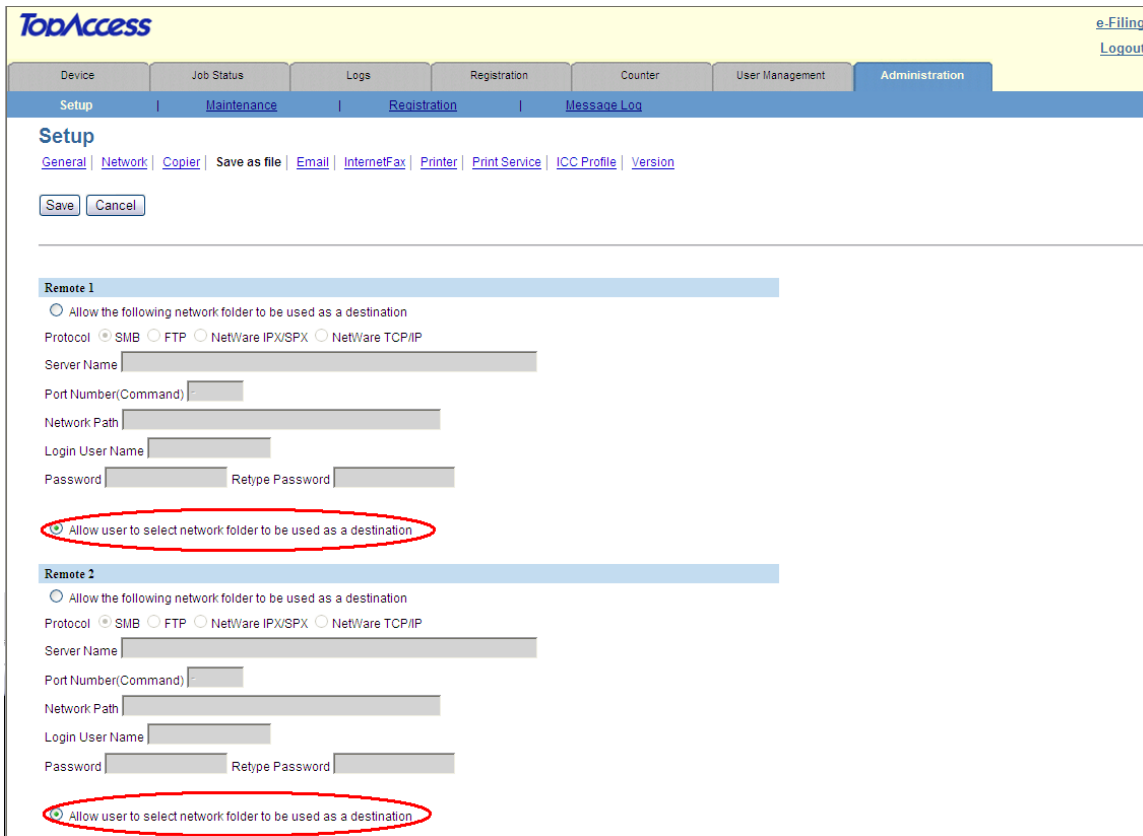 TopAccess
e-Filing
Logout
Device Job Status Logs Registration Counter User Management Administration
Setup | Maintenance | Registration | Message Log
Setup
General | Network | Copier | Save as file | Email | InternetFax | Printer | Print Service | ICC Profile | Version
Save Cancel
Remote 1
Allow the following network folder to be used as a destination
Protocol SMB FTP NetWare IPX/SPX NetWare TCP/IP
Server Name
Port Number(Command) -
Network Path
Login User Name
Password Retype Password
Allow user to select network folder to be used as a destination
Remote 2
Allow the following network folder to be used as a destination
Protocol SMB FTP NetWare IPX/SPX NetWare TCP/IP
Server Name
Port Number(Command) -
Network Path
Login User Name
Password Retype Password
Allow user to select network folder to be used as a destination